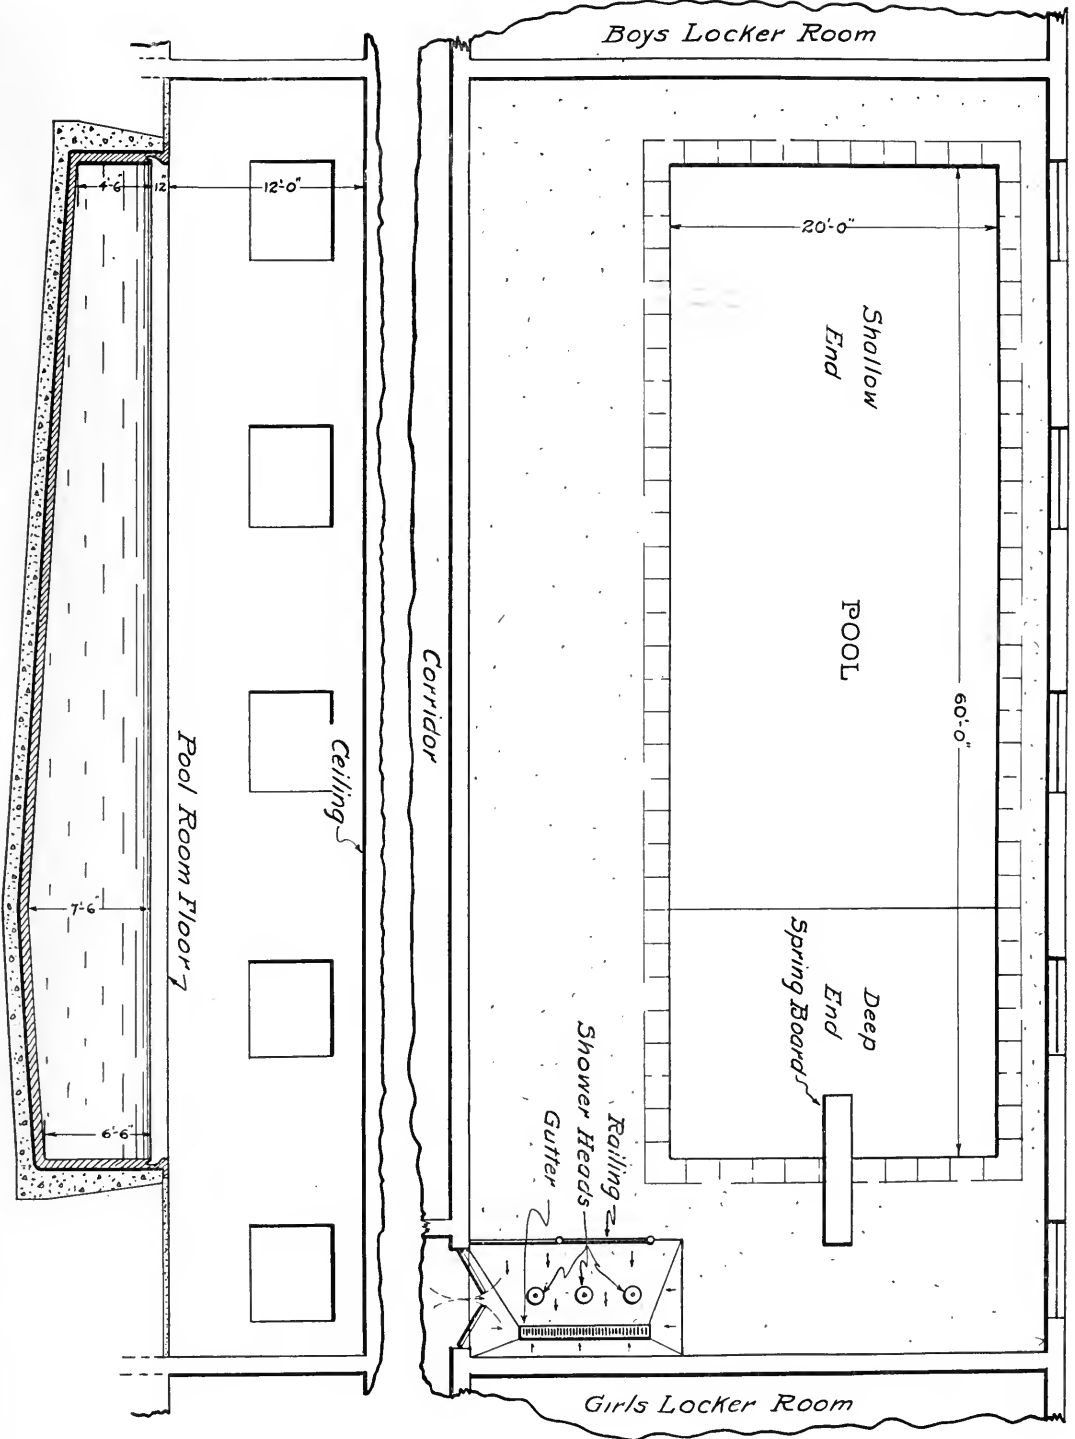 Boys Locker Room
20'-0"
Shallow
End
POOL
60'-0"
Deep
End
Spring Board
Railing
Shower Heads
Gutter
Girls Locker Room
Corridor
12'-0"
Ceiling
Pool Room Floor
4'-6"
12"
7'-6"
6'-6"